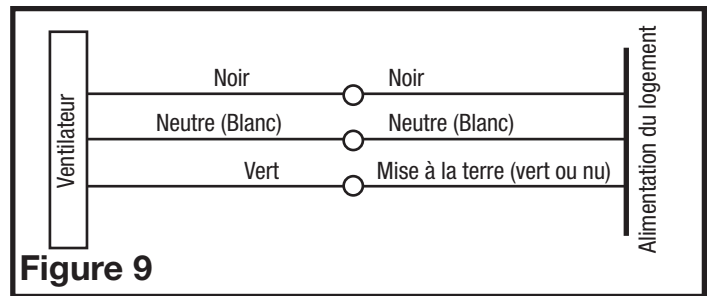 Ventilateur
Noir
Noir
Neutre (Blanc)
Neutre (Blanc)
Vert
Mise à la terre (vert ou nu)
Alimentation du logement
Figure 9